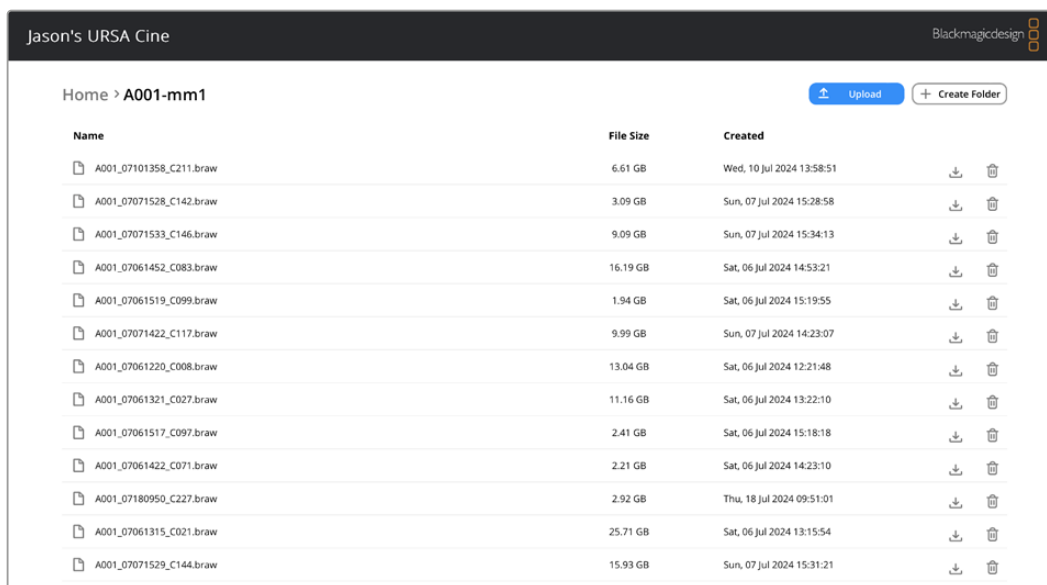 Jason's URSA Cine
Blackmagicdesign
Home > A001-mm1
Upload
+ Create Folder
Name File Size Created
A001_07101358_C211.braw 6.61 GB Wed, 10 Jul 2024 13:58:51
A001_07071528_C142.braw 3.09 GB Sun, 07 Jul 2024 15:28:58
A001_07071533_C146.braw 9.09 GB Sun, 07 Jul 2024 15:34:13
A001_07061452_C083.braw 16.19 GB Sat, 06 Jul 2024 14:53:21
A001_07061519_C099.braw 1.94 GB Sat, 06 Jul 2024 15:19:55
A001_07071422_C117.braw 9.99 GB Sun, 07 Jul 2024 14:23:07
A001_07061220_C008.braw 13.04 GB Sat, 06 Jul 2024 12:21:48
A001_07061321_C027.braw 11.16 GB Sat, 06 Jul 2024 13:22:10
A001_07061517_C097.braw 2.41 GB Sat, 06 Jul 2024 15:18:18
A001_07061422_C071.braw 2.21 GB Sat, 06 Jul 2024 14:23:10
A001_07180950_C227.braw 2.92 GB Thu, 18 Jul 2024 09:51:01
A001_07061315_C021.braw 25.71 GB Sat, 06 Jul 2024 13:15:54
A001_07071529_C144.braw 15.93 GB Sun, 07 Jul 2024 15:31:21